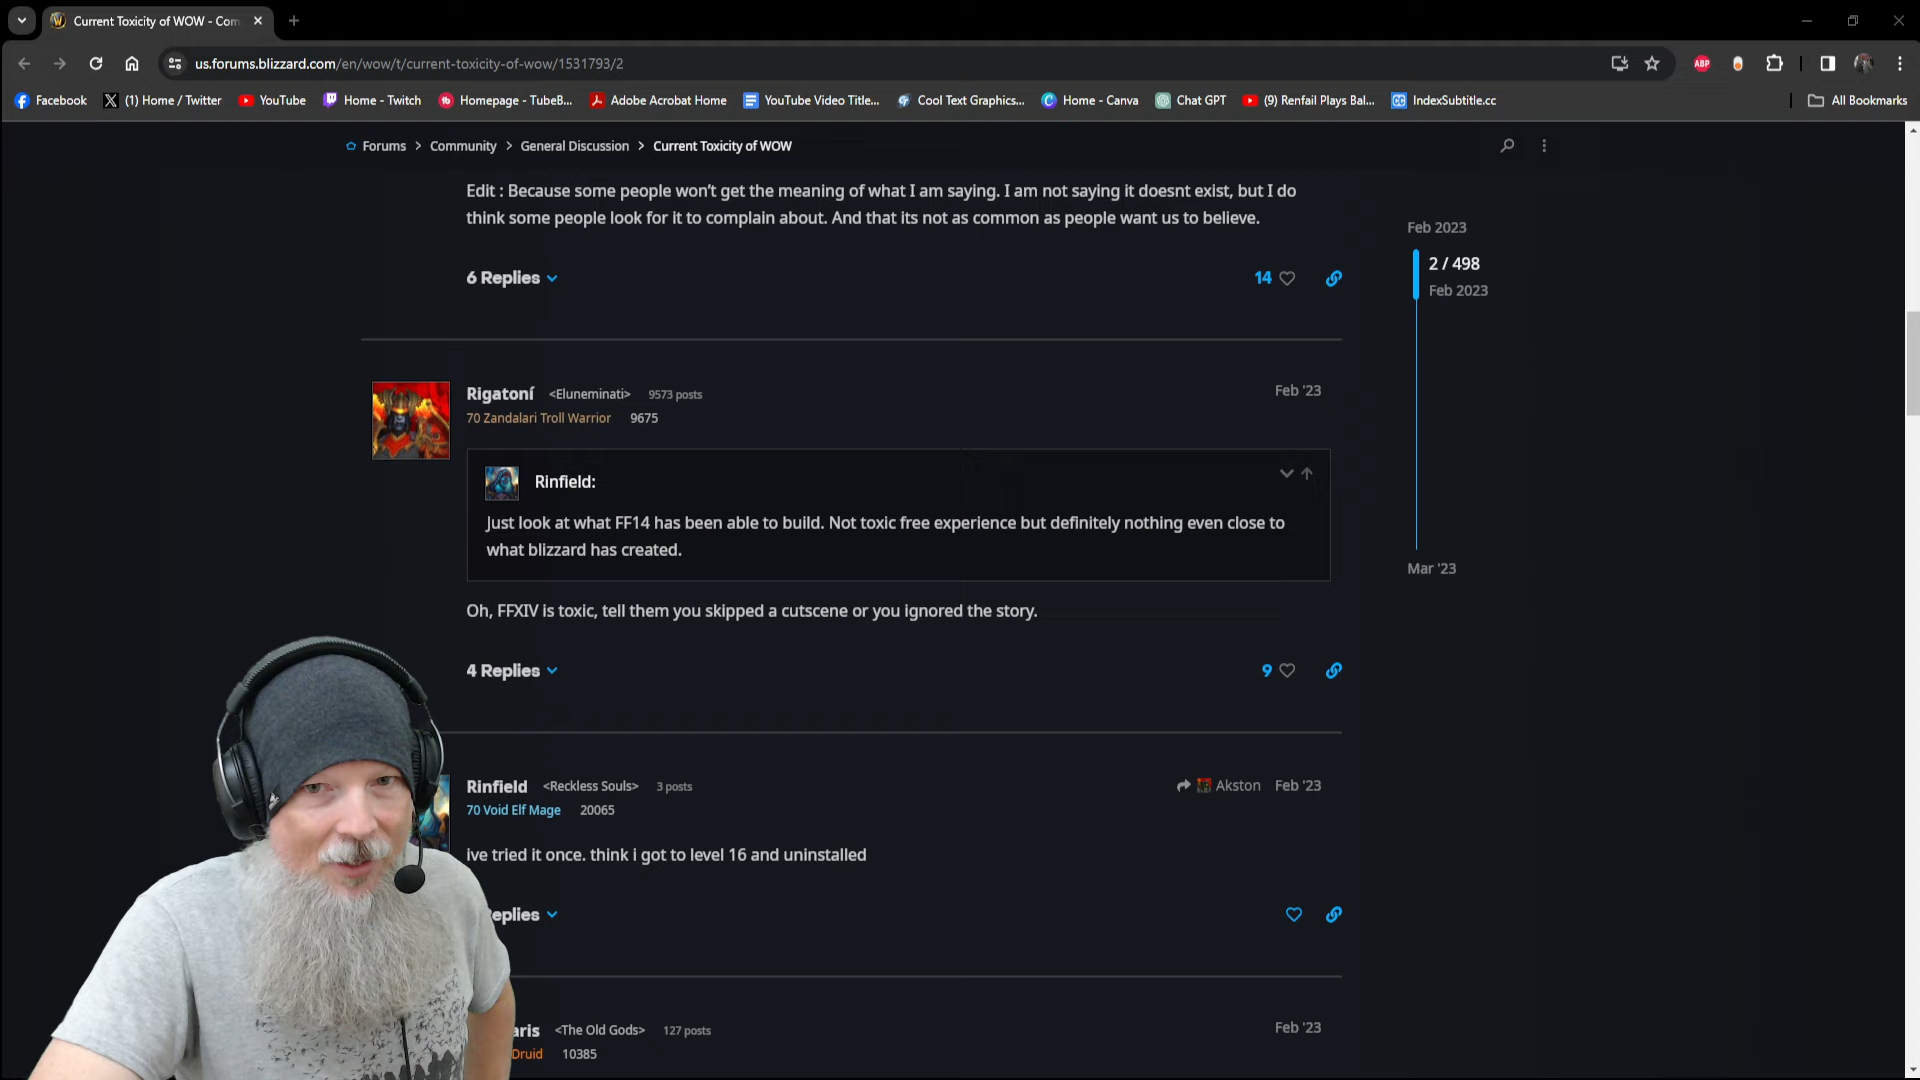 Current Toxicity of WOW - Com
us.forums.blizzard.com/en/wow/t/current-toxicity-of-wow/1531793/2
ABP
Facebook
(1) Home / Twitter
YouTube
Home - Twitch
Homepage - TubeB...
Adobe Acrobat Home
YouTube Video Title...
Cool Text Graphics...
Home - Canva
Chat GPT
(9) Renfail Plays Bal...
IndexSubtitle.cc
All Bookmarks
Forums > Community > General Discussion > Current Toxicity of WOW
Edit : Because some people won't get the meaning of what I am saying. I am not saying it doesnt exist, but I do
think some people look for it to complain about. And that its not as common as people want us to believe.
6 Replies
14
Feb 2023
2 / 498
Feb 2023
Mar '23
Rigatoní <Eluneminati> 9573 posts
Feb '23
70 Zandalari Troll Warrior 9675
Rinfield:
Just look at what FF14 has been able to build. Not toxic free experience but definitely nothing even close to
what blizzard has created.
Oh, FFXIV is toxic, tell them you skipped a cutscene or you ignored the story.
4 Replies
9
Rinfield <Reckless Souls> 3 posts
Akston Feb '23
70 Void Elf Mage 20065
ive tried it once. think i got to level 16 and uninstalled
eplies
aris <The Old Gods> 127 posts
Feb '23
Druid 10385